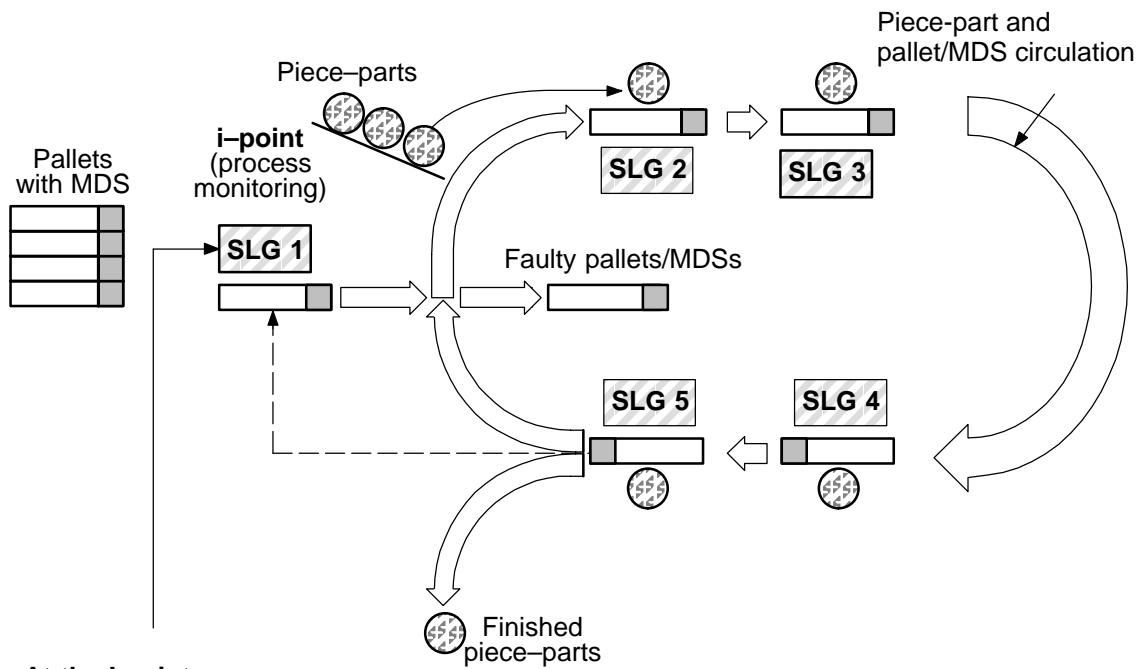 Piece-part and
pallet/MDS circulation
Piece–parts
i–point
(process
monitoring)
Pallets
with MDS
SLG 2
SLG 3
SLG 1
Faulty pallets/MDSs
SLG 5
SLG 4
Finished
piece–parts